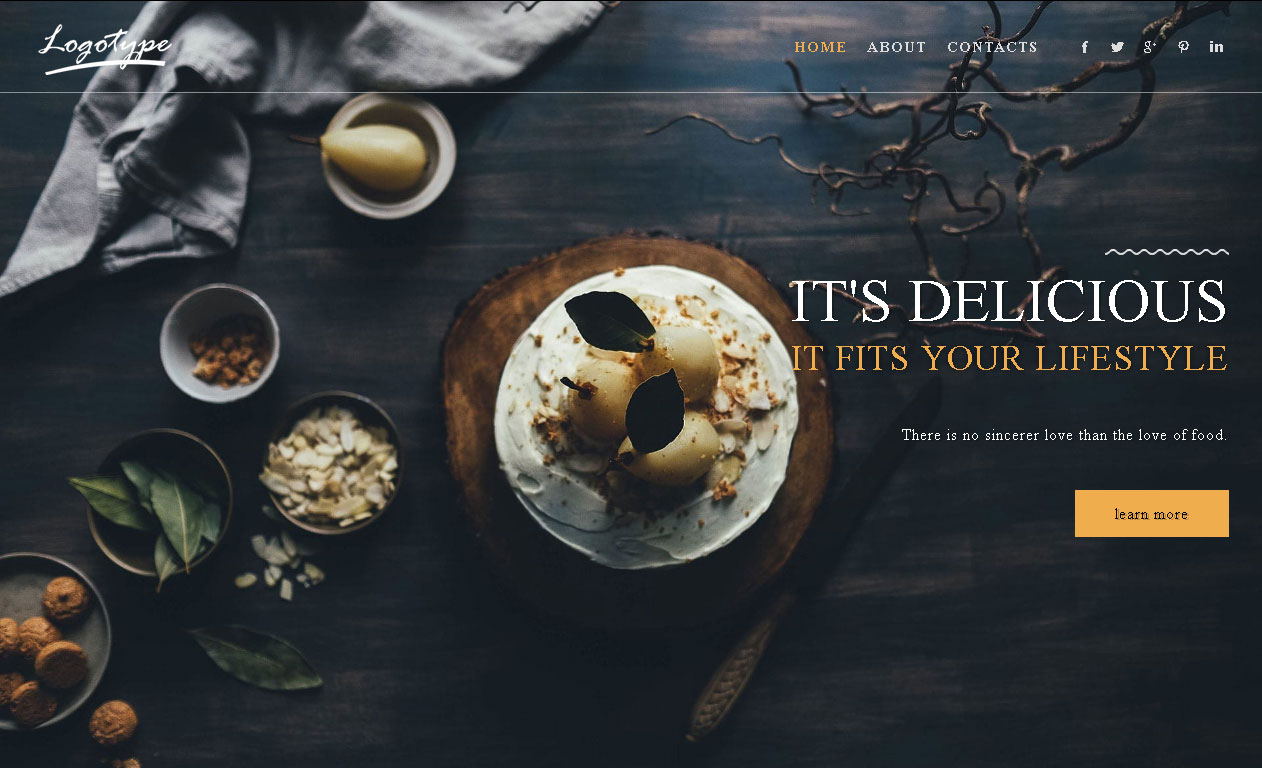 Logotype
HOME ABOUT CONTACTS
IT'S DELICIOUS
IT FITS YOUR LIFESTYLE
There is no sincerer love than the love of food.
learn more